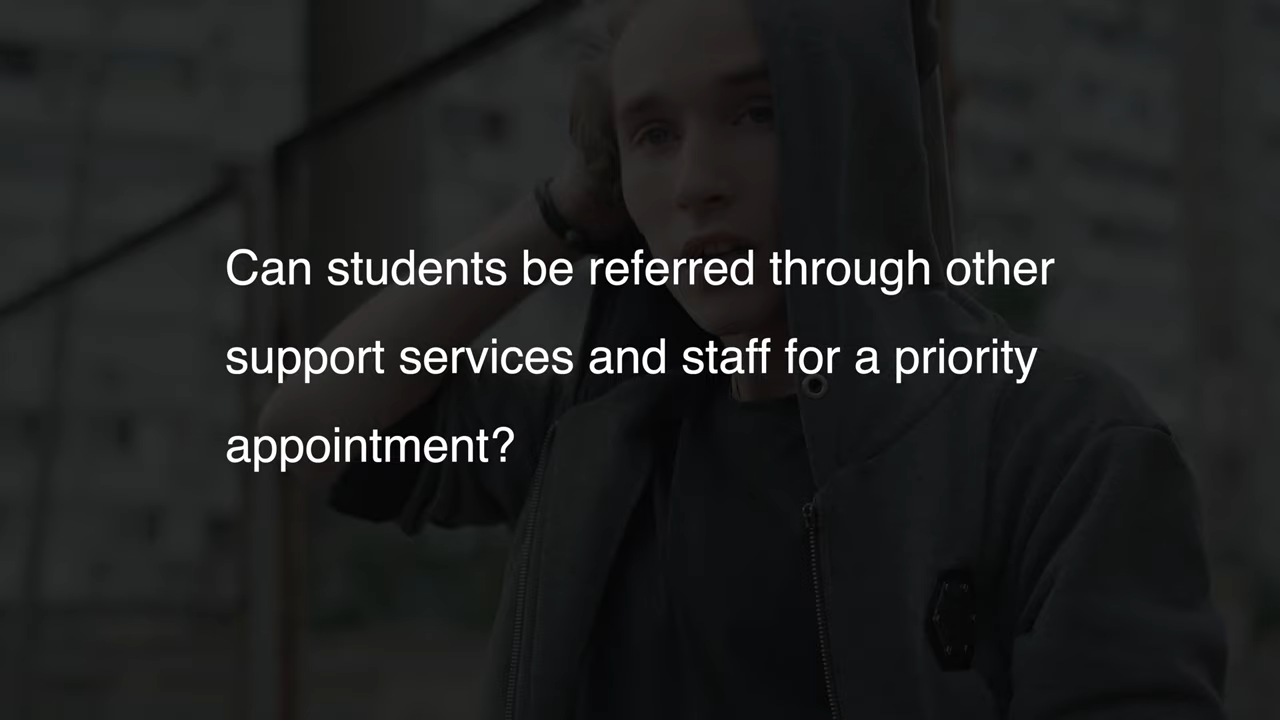 Can students be referred through other
support services and staff for a priority
appointment?